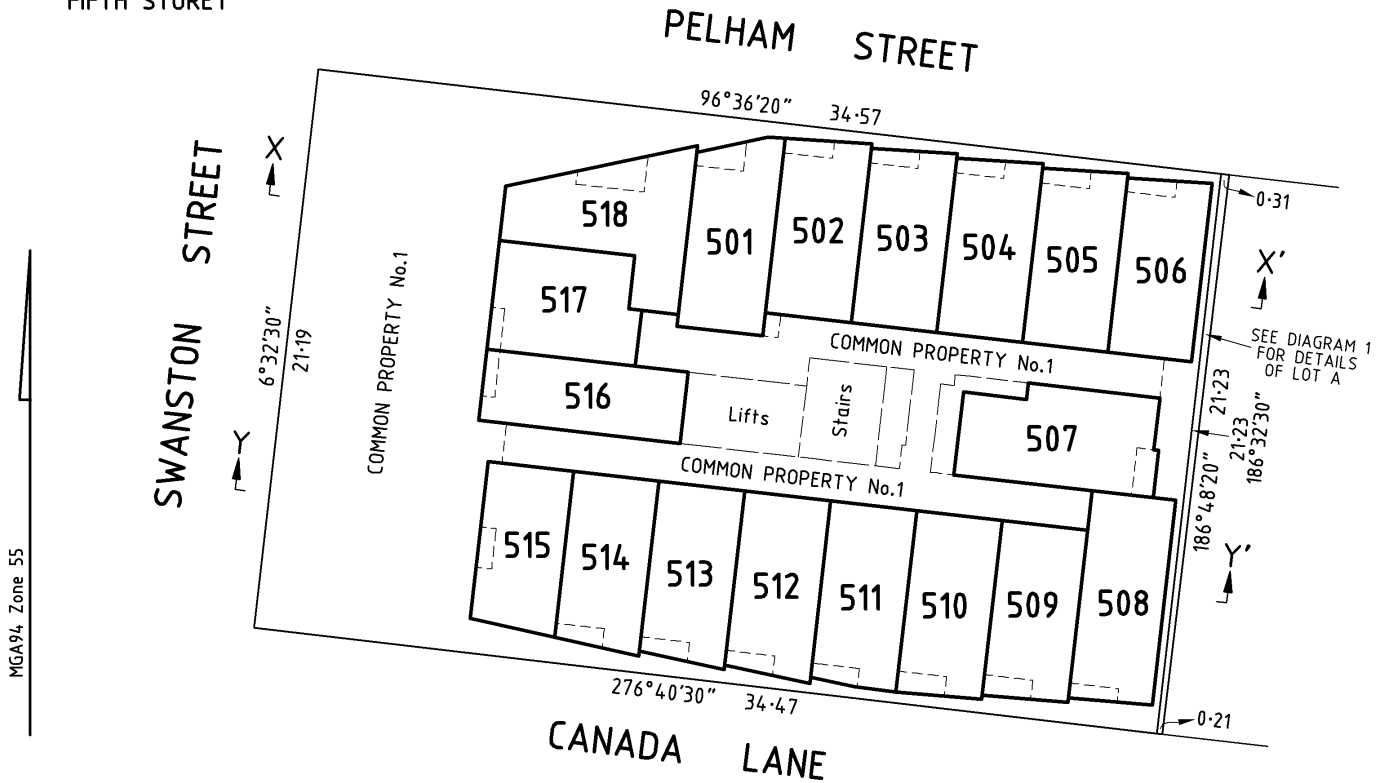 FIFTH STOREY
PELHAM STREET
96°36'20" 34·57
SWANSTON STREET
X
0·31
518
501
502
503
504
505
506
X'
517
COMMON PROPERTY No.1
6°32'30"
21·19
COMMON PROPERTY No.1
SEE DIAGRAM 1
FOR DETAILS
OF LOT A
516
Lifts
Stairs
507
21·23
21·23
186°32'30"
186°48'20"
Y
COMMON PROPERTY No.1
515
514
513
512
511
510
509
508
Y'
MGA94 Zone 55
276°40'30" 34·47
0·21
CANADA LANE